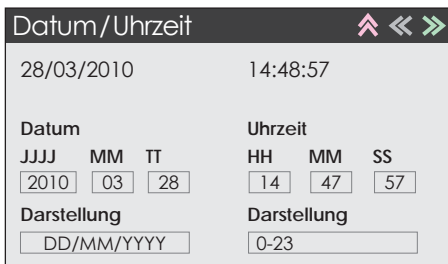 Datum/Uhrzeit
28/03/2010 14:48:57
Datum Uhrzeit
JJJJ MM TT HH MM SS
2010 03 28 14 47 57
Darstellung Darstellung
DD/MM/YYYY 0-23